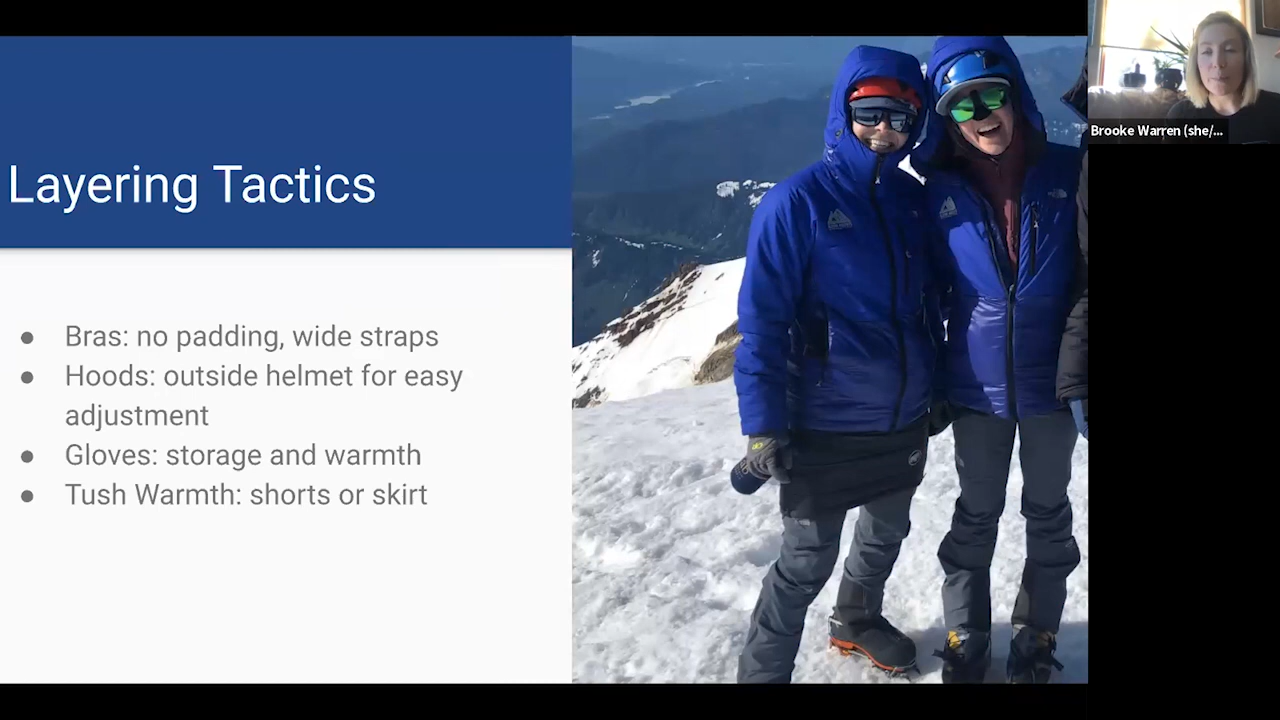 Layering Tactics
● Bras: no padding, wide straps
● Hoods: outside helmet for easy
adjustment
● Gloves: storage and warmth
● Tush Warmth: shorts or skirt
Brooke Warren (she/...